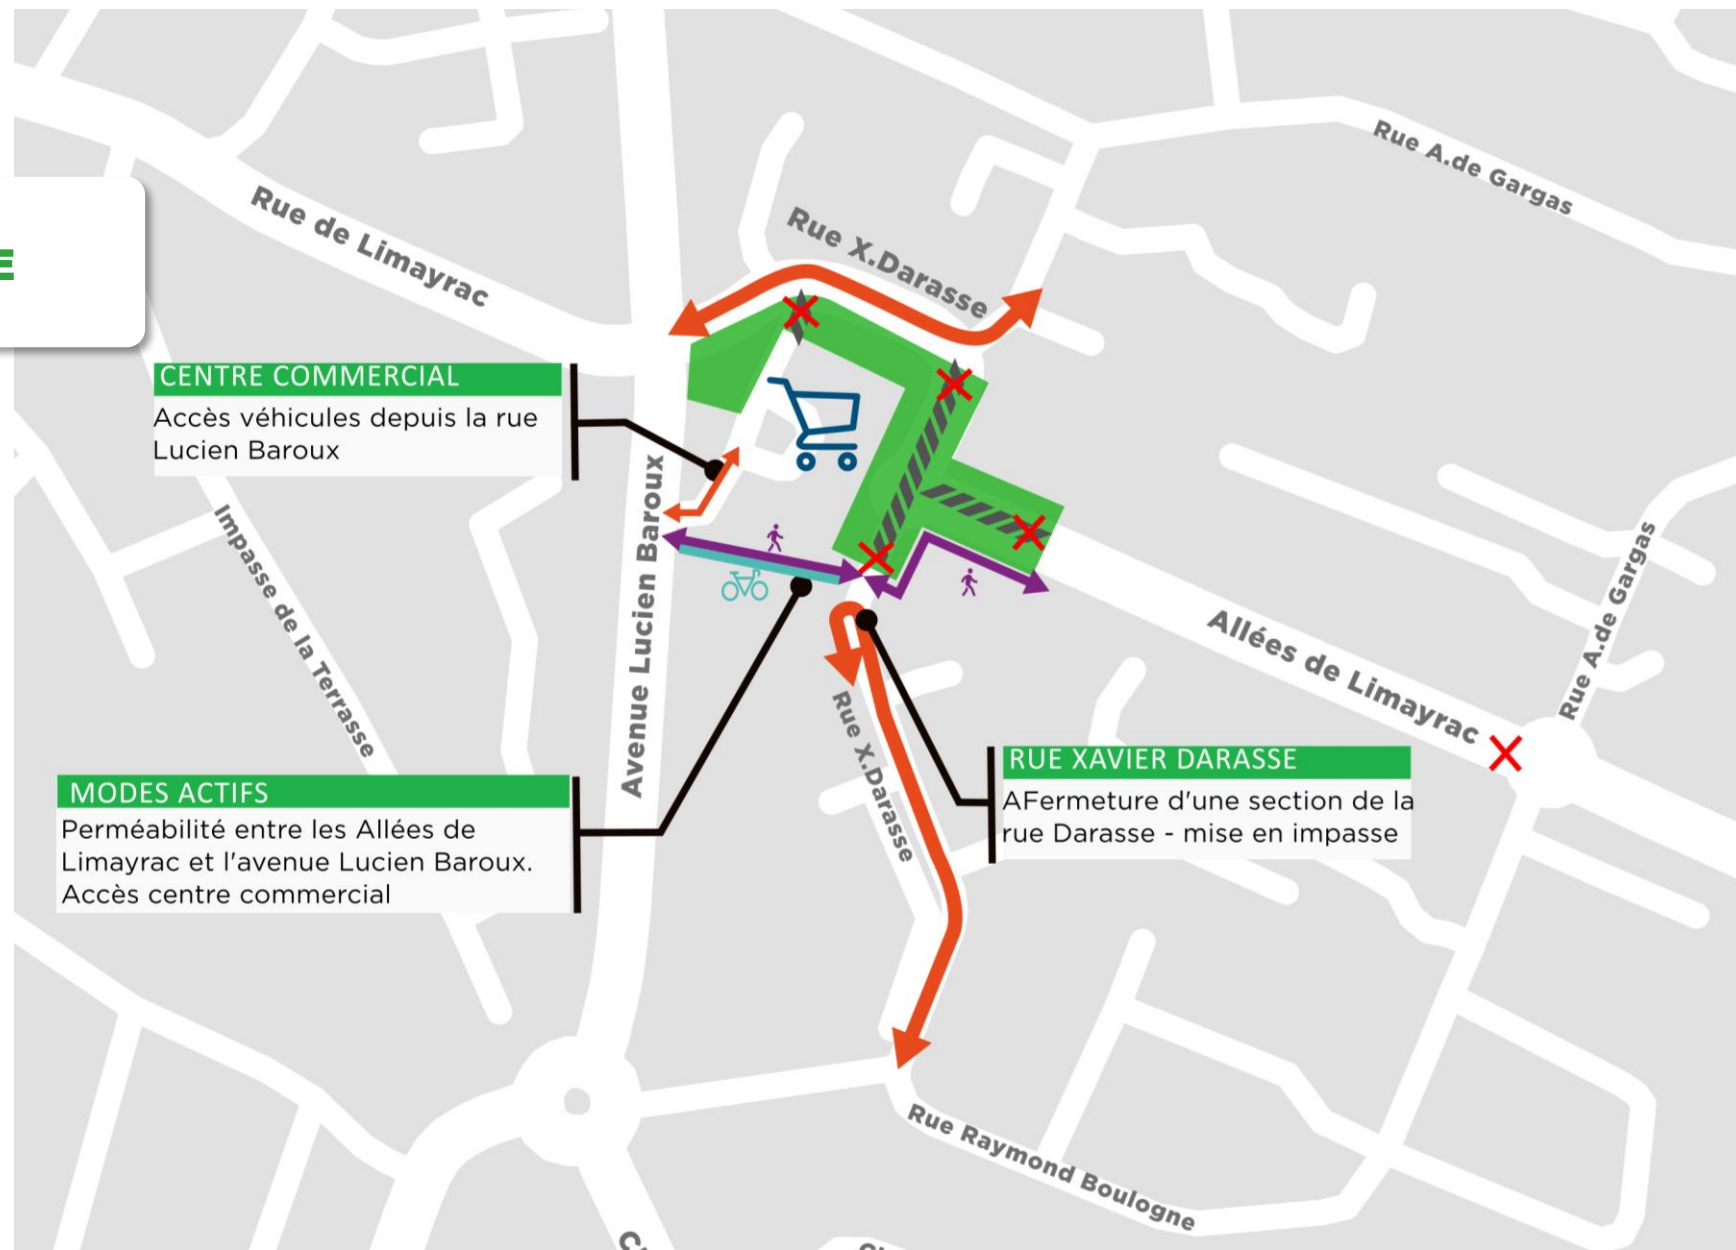 Rue A.de Gargas
Rue de Limayrac
Rue X.Darasse
E
CENTRE COMMERCIAL
Accès véhicules depuis la rue
Lucien Baroux
Avenue Lucien Baroux
Impasse de la Terrasse
Allées de Limayrac
Rue A.de Gargas
Rue X.Darasse
RUE XAVIER DARASSE
AFermeture d'une section de la
rue Darasse - mise en impasse
MODES ACTIFS
Perméabilité entre les Allées de
Limayrac et l'avenue Lucien Baroux.
Accès centre commercial
Rue Raymond Boulogne